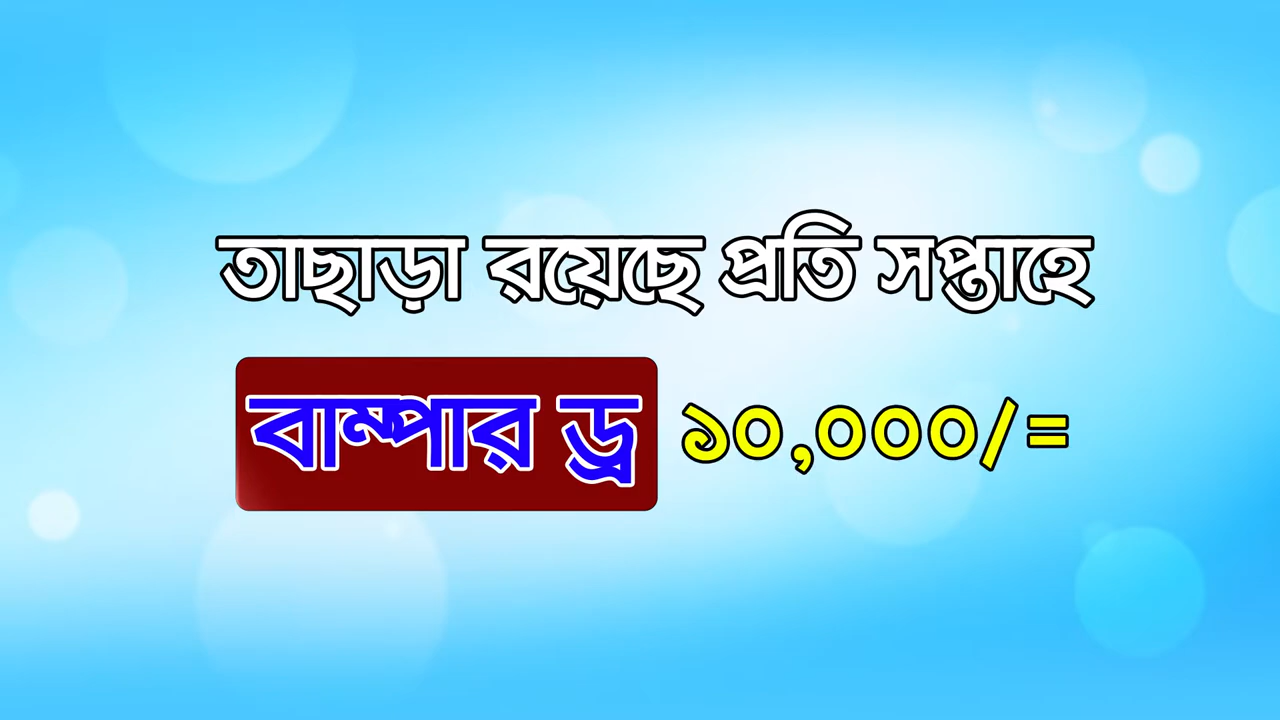 তাছাড়া রয়েছে প্রতি সপ্তাহে
বাম্পার ড্র ১০,০০০/=